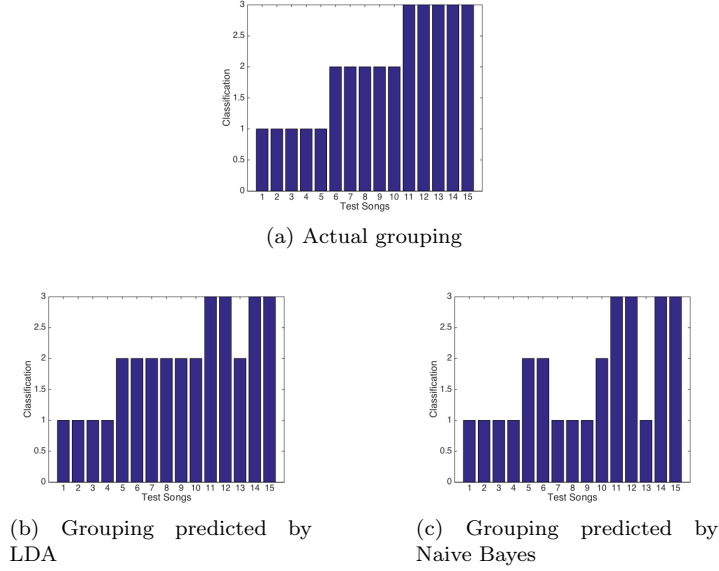 3
2.5
2
1.5
1
0.5
0
Classification
1 2 3 4 5 6 7 8 9 10 11 12 13 14 15
Test Songs
(a) Actual grouping
3
2.5
2
1.5
1
0.5
0
Classification
1 2 3 4 5 6 7 8 9 10 11 12 13 14 15
Test Songs
(b) Grouping predicted by
LDA
3
2.5
2
1.5
1
0.5
0
Classification
1 2 3 4 5 6 7 8 9 10 11 12 13 14 15
Test Songs
(c) Grouping predicted by
Naive Bayes